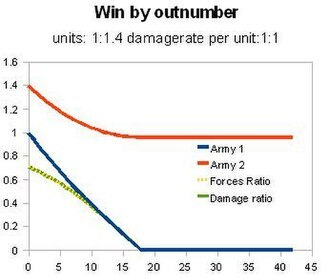 Win by outnumber
units: 1:1.4 damagerate per unit:1:1
1.6
1.4
1.2
1
0.8
0.6
0.4
0.2
0
Army 1
Army 2
Forces Ratio
Damage ratio
0 5 10 15 20 25 30 35 40 45